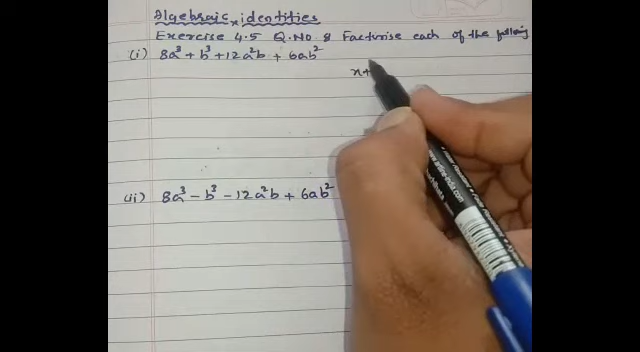 Algebraic identities
Exercise 4.5 Q.No 8 Factorise each of the following
(i) 8a³ + b³ + 12a²b + 6ab²
x+
(ii) 8a³ - b³ - 12a²b + 6ab²